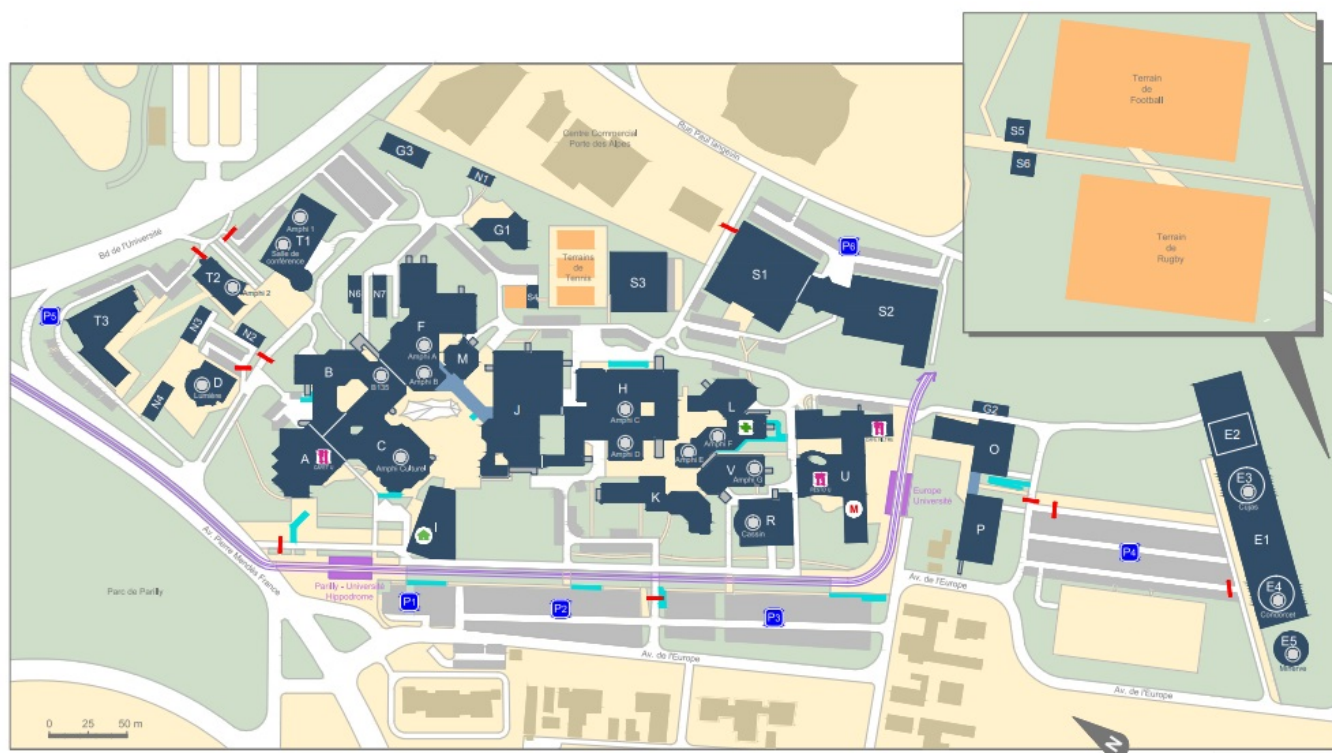 Terrain
de
Football
S5
S6
Terrain
de
Rugby
Centre Commercial
Porte des Alpes
Rue Paul langevin
G3
N1
G1
Bd de l'Université
Amphi 1
T1
Salle de
conférence
T2
Amphi 2
T3
P5
N3
N2
N4
D
Lumière
N6
N7
F
Amphi A
Amphi B
M
B135
B
A
C
Amphi Culturel
I
J
S4
Terrains
de
Tennis
S3
S1
S2
P6
H
Amphi C
Amphi D
L
Amphi F
Amphi E
V
Amphi G
K
R
Cassin
U
M
Europe
Université
G2
O
P
E2
E3
Cujas
E1
E4
Condorcet
E5
Minerve
P4
Av. Pierre Mendès France
Parc de Parilly
Parilly - Université
Hippodrome
P1
P2
P3
Av. de l'Europe
Av. de l'Europe
Av. de l'Europe
0 25 50 m
N